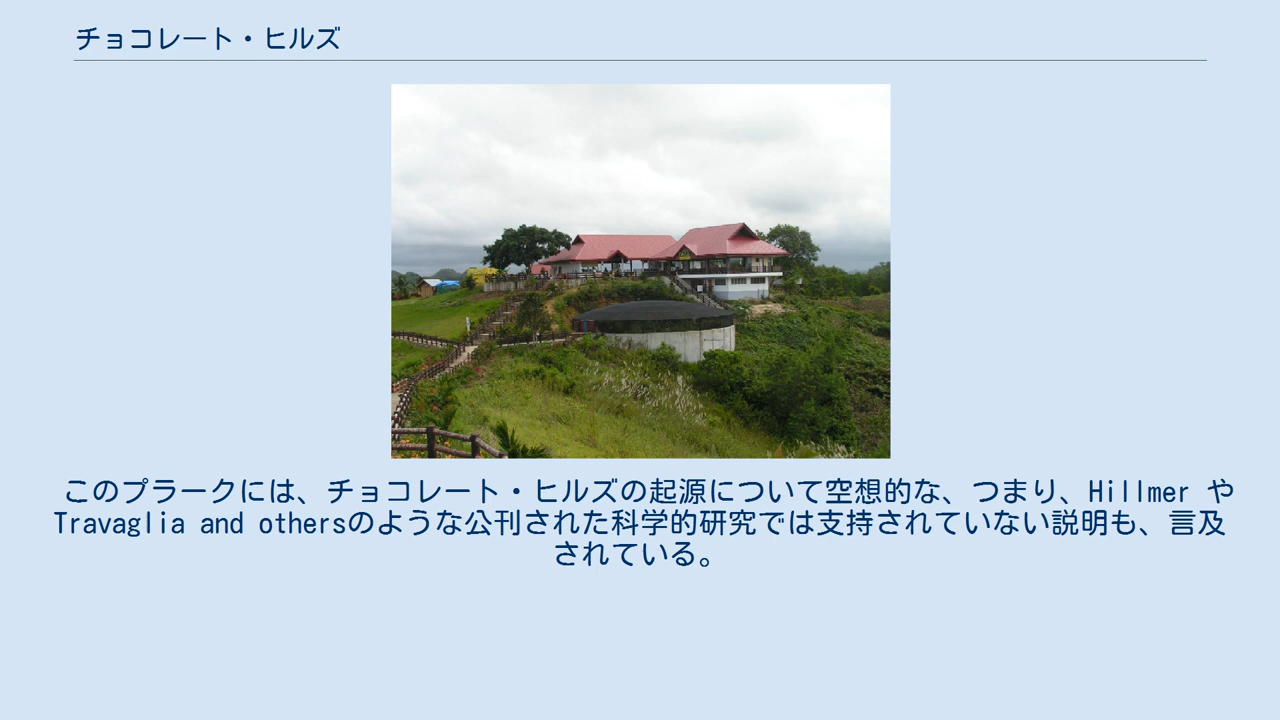 チョコレート・ヒルズ
このプラークには、チョコレート・ヒルズの起源について空想的な、つまり、Hillmer や
Travaglia and othersのような公刊された科学的研究では支持されていない説明も、言及
されている。